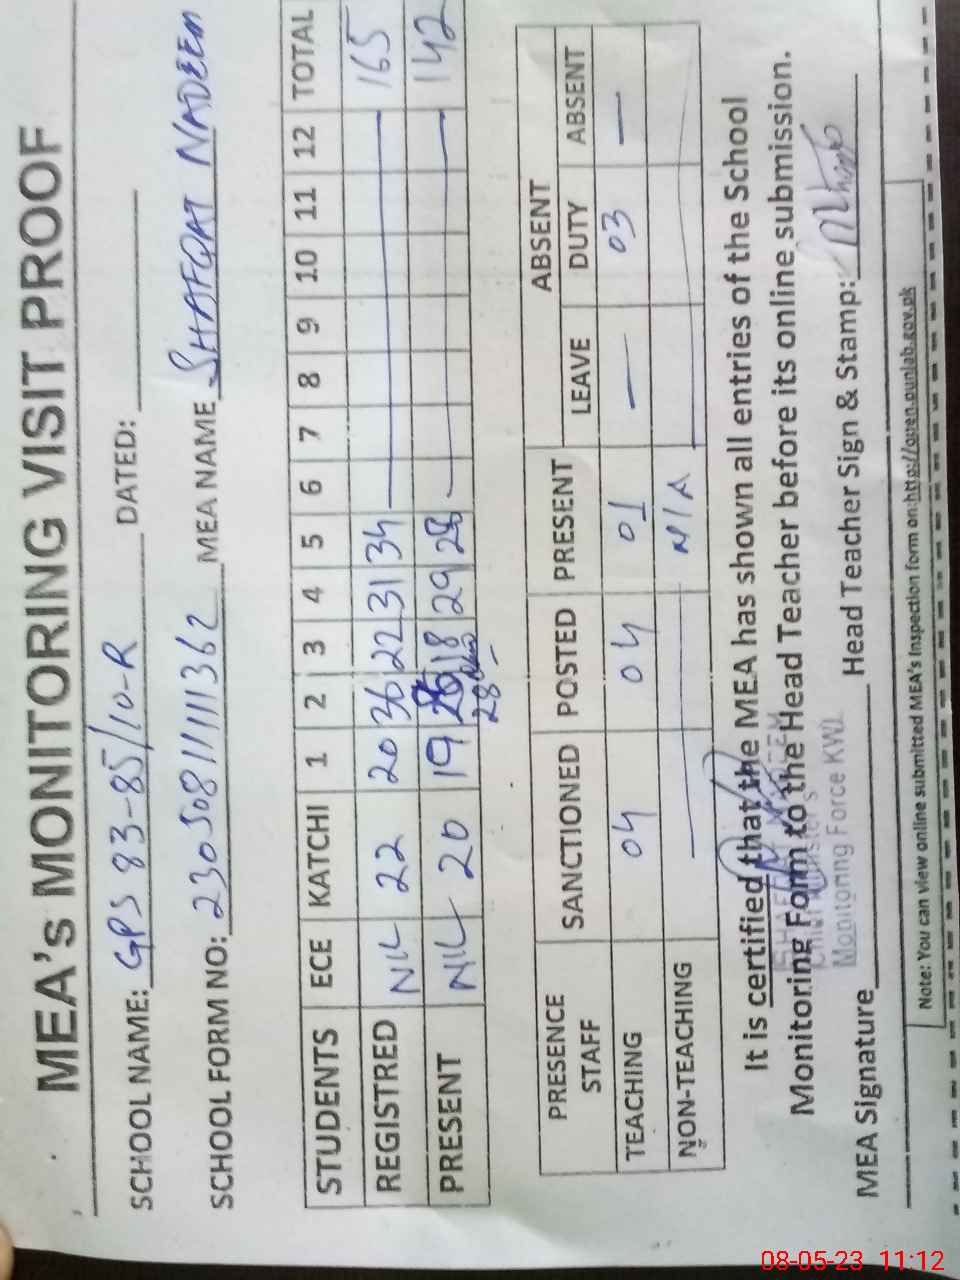 MEA's MONITORING VISIT PROOF
SCHOOL NAME: GPS 83-85/10-R DATED:
SCHOOL FORM NO: MEA NAME SHAFQAT NADEEM
STUDENTS ECE KATCHI 1 2 3 4 5 6 7 8 9 10 11 12 TOTAL
REGISTRED NIL 22 20 36 22 31 34 — 165
PRESENT NIL 20 19 18 29 28 — 142
28
ABSENT
PRESENCE STAFF SANCTIONED POSTED PRESENT LEAVE DUTY ABSENT
TEACHING 04 04 01 — 03 —
NON-TEACHING N/A
It is certified that the MEA has shown all entries of the School
Monitoring Form to the Head Teacher before its online submission.
Monitoring Force KWL
MEA Signature Head Teacher Sign & Stamp:
Note: You can view online submitted MEA's Inspection form on:http://open.punjab.gov.pk
08-05-23 11:12